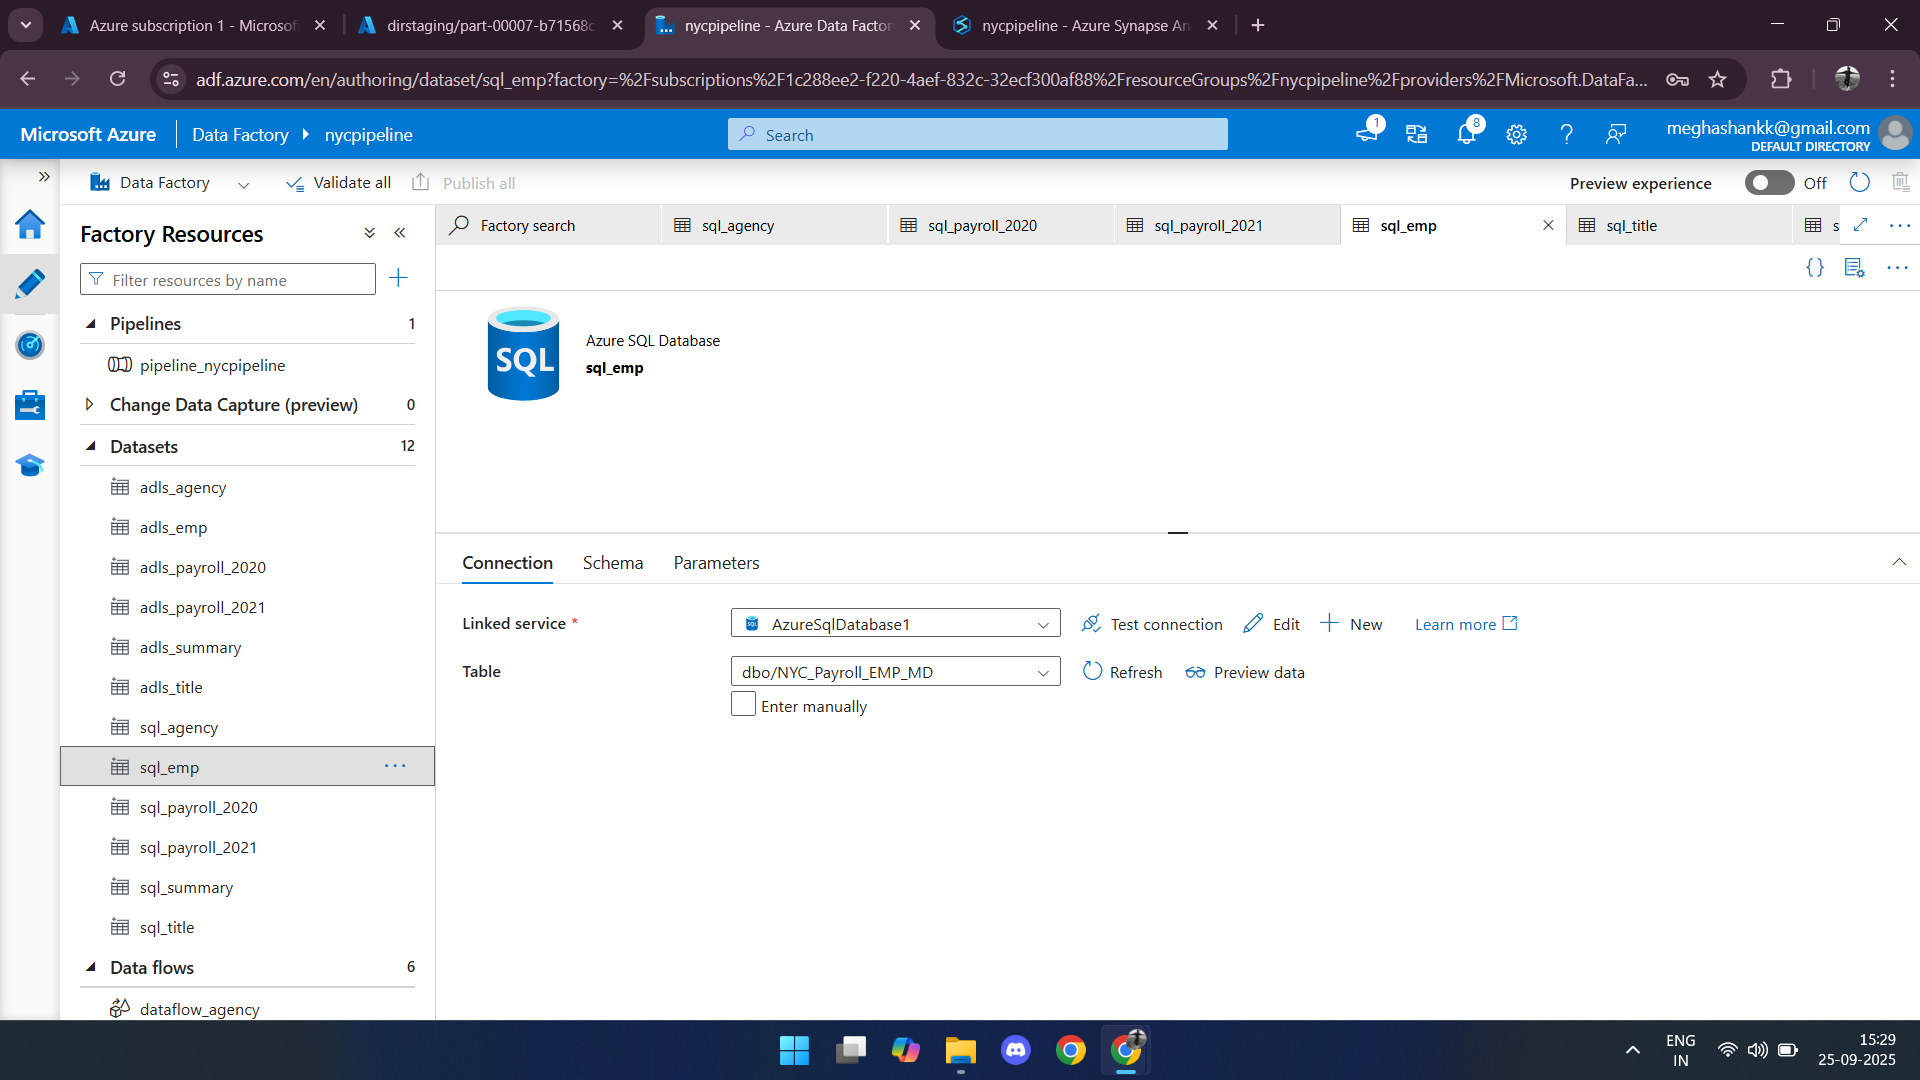 Azure subscription 1 - Microsof
dirstaging/part-00007-b71568c
nycpipeline - Azure Data Factor
nycpipeline - Azure Synapse An
adf.azure.com/en/authoring/dataset/sql_emp?factory=%2Fsubscriptions%2F1c288ee2-f220-4aef-832c-32ecf300af88%2FresourceGroups%2Fnycpipeline%2Fproviders%2FMicrosoft.DataFa...
Microsoft Azure
Data Factory
nycpipeline
Search
1
8
meghashankk@gmail.com
DEFAULT DIRECTORY
Data Factory
Validate all
Publish all
Preview experience
Off
Factory Resources
Filter resources by name
Pipelines 1
pipeline_nycpipeline
Change Data Capture (preview) 0
Datasets 12
adls_agency
adls_emp
adls_payroll_2020
adls_payroll_2021
adls_summary
adls_title
sql_agency
sql_emp
sql_payroll_2020
sql_payroll_2021
sql_summary
sql_title
Data flows 6
dataflow_agency
Factory search
sql_agency
sql_payroll_2020
sql_payroll_2021
sql_emp
sql_title
s
SQL
Azure SQL Database
sql_emp
Connection
Schema
Parameters
Linked service *
AzureSqlDatabase1
Test connection
Edit
New
Learn more
Table
dbo/NYC_Payroll_EMP_MD
Refresh
Preview data
Enter manually
ENG
IN
15:29
25-09-2025